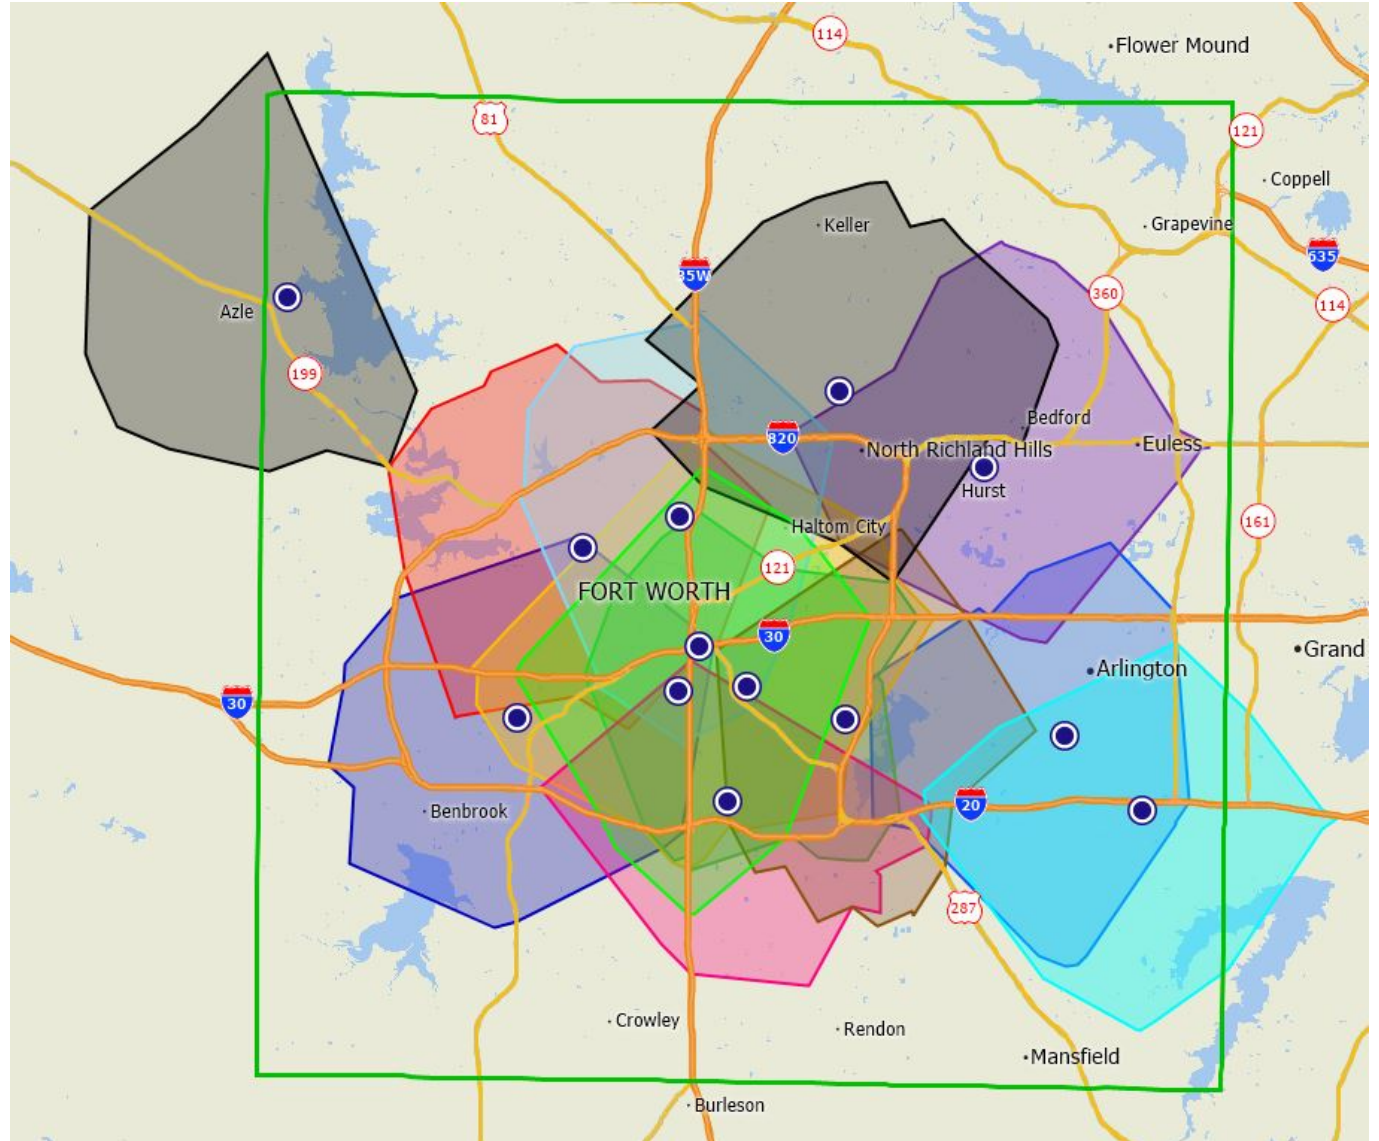 114
Flower Mound
81
121
Coppell
Keller
Grapevine
635
35W
360
114
Azle
199
Bedford
820
North Richland Hills
Euless
Hurst
161
Haltom City
121
FORT WORTH
30
Grand
Arlington
30
20
Benbrook
287
Crowley
Rendon
Mansfield
Burleson